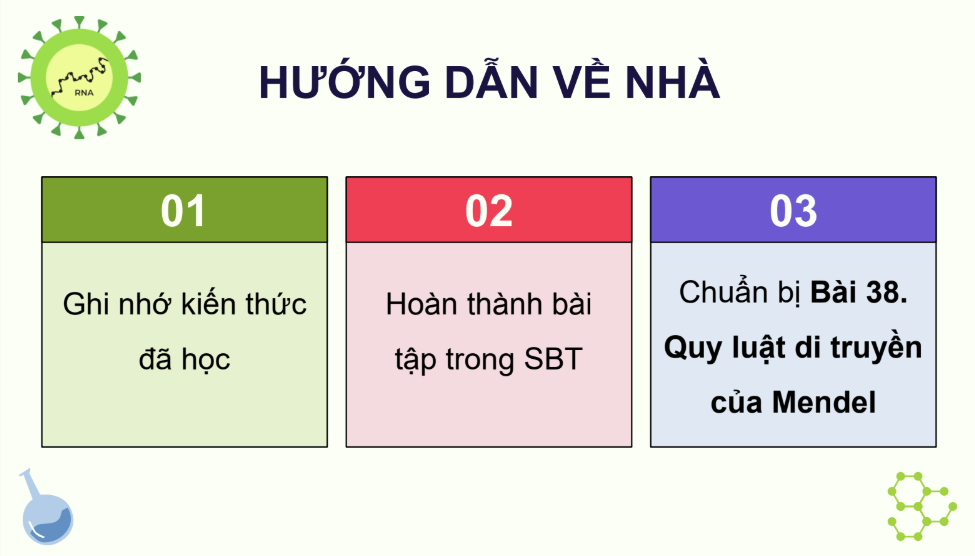 RNA
HƯỚNG DẪN VỀ NHÀ
01
Ghi nhớ kiến thức
đã học
02
Hoàn thành bài
tập trong SBT
03
Chuẩn bị Bài 38.
Quy luật di truyền
của Mendel